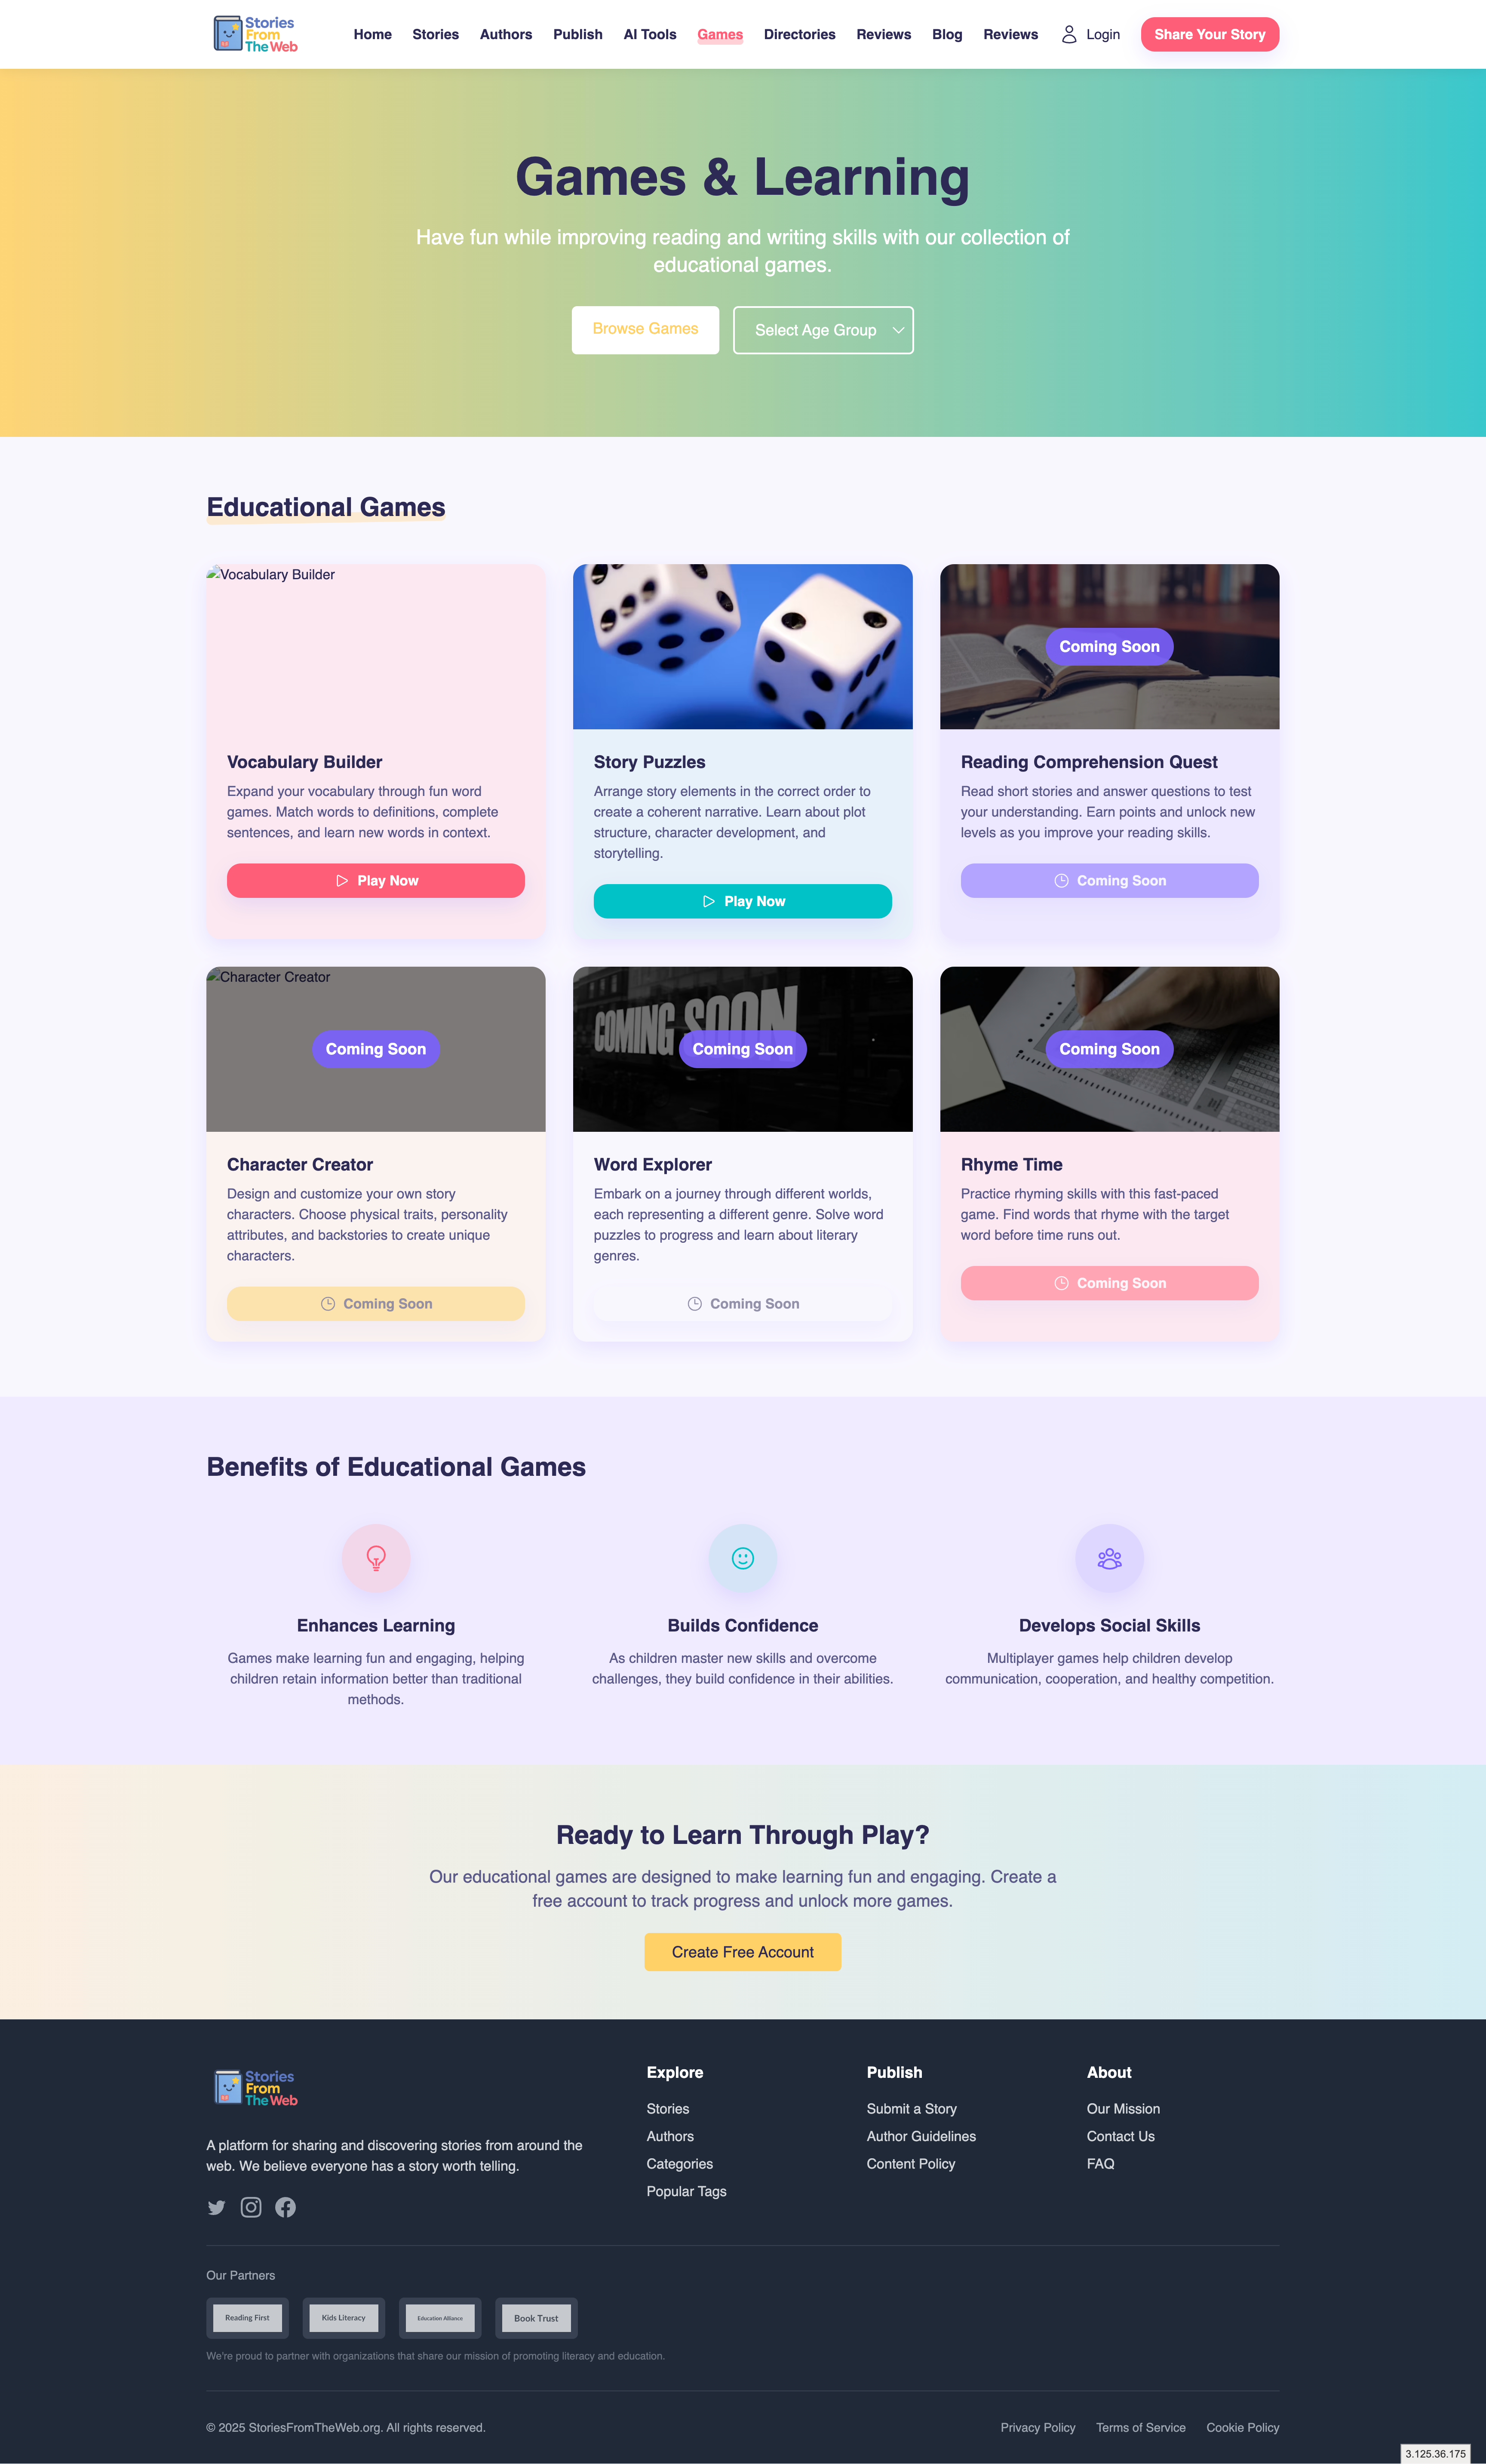 Stories
From
The Web
Home
Stories
Authors
Publish
AI Tools
Games
Directories
Reviews
Blog
Reviews
Login
Share Your Story
Games & Learning
Have fun while improving reading and writing skills with our collection of
educational games.
Browse Games
Select Age Group
Educational Games
Vocabulary Builder
Vocabulary Builder
Expand your vocabulary through fun word
games. Match words to definitions, complete
sentences, and learn new words in context.
Play Now
Story Puzzles
Arrange story elements in the correct order to
create a coherent narrative. Learn about plot
structure, character development, and
storytelling.
Play Now
Coming Soon
Reading Comprehension Quest
Read short stories and answer questions to test
your understanding. Earn points and unlock new
levels as you improve your reading skills.
Coming Soon
Character Creator
Coming Soon
Character Creator
Design and customize your own story
characters. Choose physical traits, personality
attributes, and backstories to create unique
characters.
Coming Soon
COMING SOON
Coming Soon
Word Explorer
Embark on a journey through different worlds,
each representing a different genre. Solve word
puzzles to progress and learn about literary
genres.
Coming Soon
Coming Soon
Rhyme Time
Practice rhyming skills with this fast-paced
game. Find words that rhyme with the target
word before time runs out.
Coming Soon
Benefits of Educational Games
Enhances Learning
Games make learning fun and engaging, helping
children retain information better than traditional
methods.
Builds Confidence
As children master new skills and overcome
challenges, they build confidence in their abilities.
Develops Social Skills
Multiplayer games help children develop
communication, cooperation, and healthy competition.
Ready to Learn Through Play?
Our educational games are designed to make learning fun and engaging. Create a
free account to track progress and unlock more games.
Create Free Account
Stories
From
The Web
A platform for sharing and discovering stories from around the
web. We believe everyone has a story worth telling.
Explore
Stories
Authors
Categories
Popular Tags
Publish
Submit a Story
Author Guidelines
Content Policy
About
Our Mission
Contact Us
FAQ
Our Partners
Reading First
Kids Literacy
Education Alliance
Book Trust
We're proud to partner with organizations that share our mission of promoting literacy and education.
© 2025 StoriesFromTheWeb.org. All rights reserved.
Privacy Policy
Terms of Service
Cookie Policy
3.125.36.175